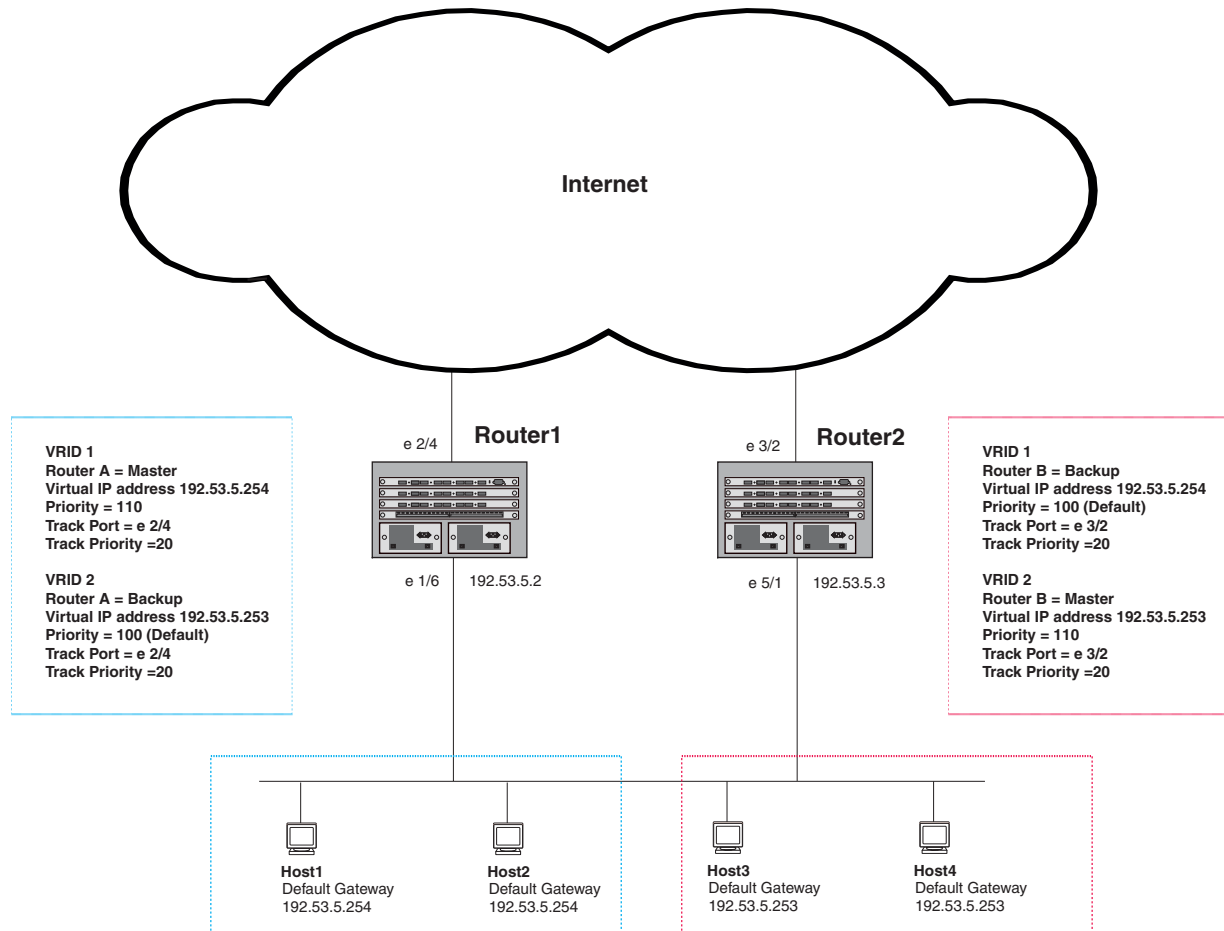 Internet
Router1
Router2
e 2/4
e 3/2
VRID 1
Router A = Master
Virtual IP address 192.53.5.254
Priority = 110
Track Port = e 2/4
Track Priority =20
VRID 2
Router A = Backup
Virtual IP address 192.53.5.253
Priority = 100 (Default)
Track Port = e 2/4
Track Priority =20
VRID 1
Router B = Backup
Virtual IP address 192.53.5.254
Priority = 100 (Default)
Track Port = e 3/2
Track Priority =20
VRID 2
Router B = Master
Virtual IP address 192.53.5.253
Priority = 110
Track Port = e 3/2
Track Priority =20
e 1/6
192.53.5.2
e 5/1
192.53.5.3
Host1
Default Gateway
192.53.5.254
Host2
Default Gateway
192.53.5.254
Host3
Default Gateway
192.53.5.253
Host4
Default Gateway
192.53.5.253